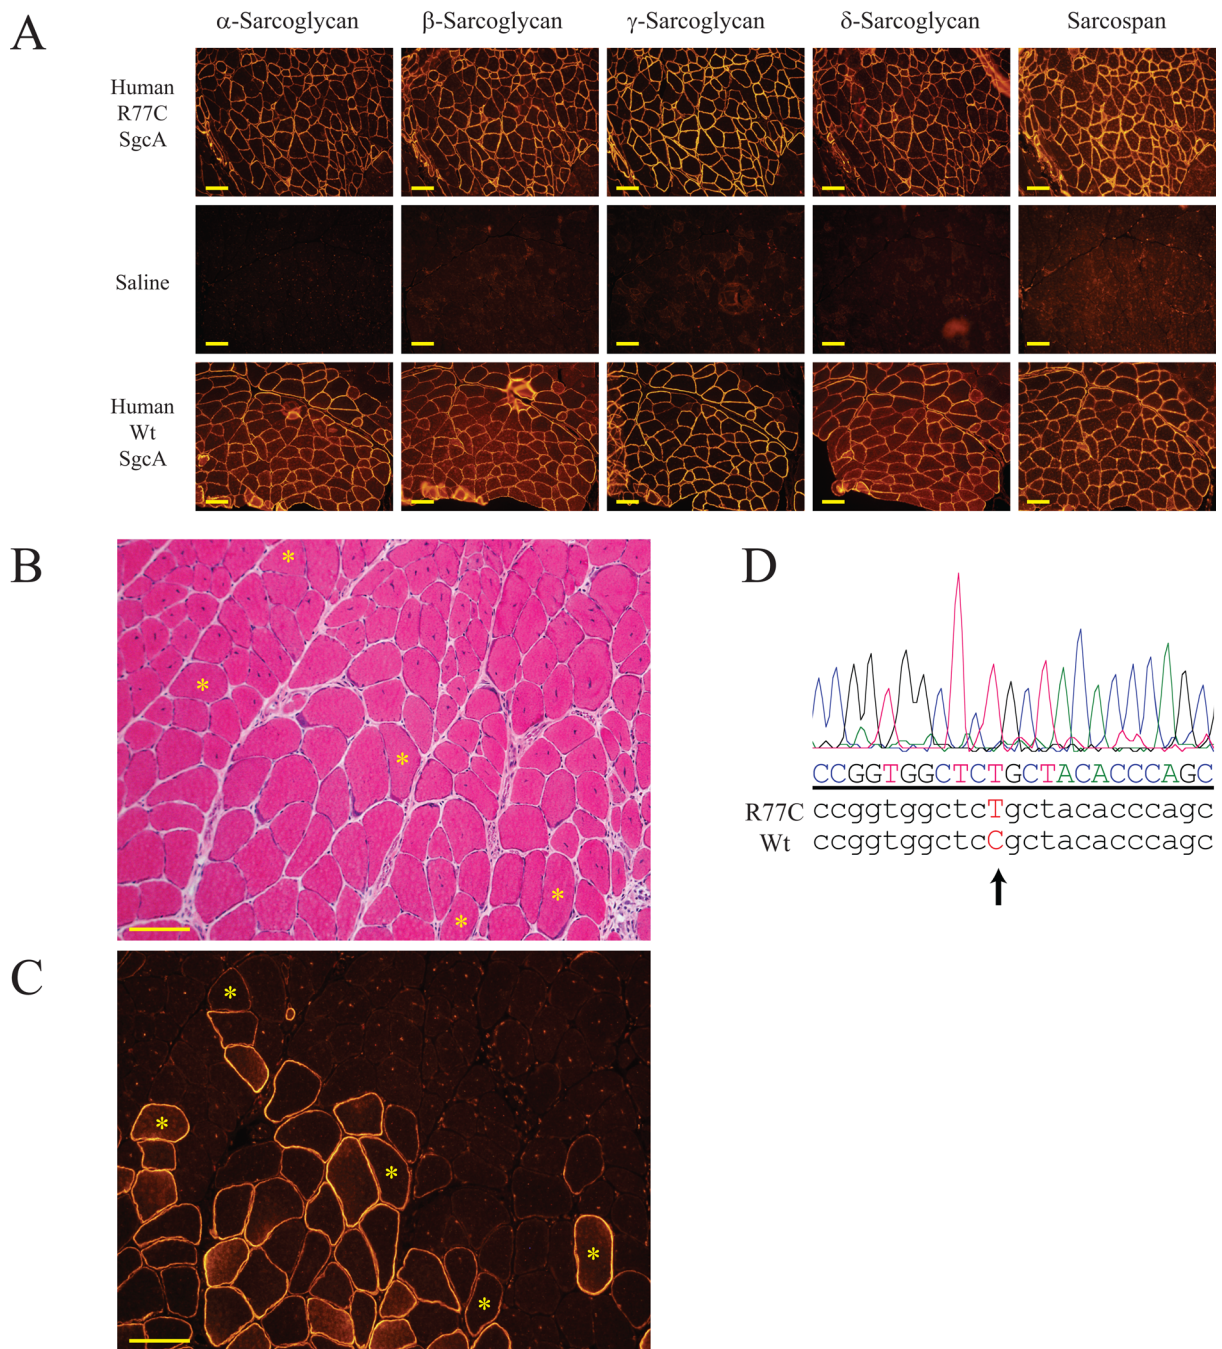 A
α-Sarcoglycan β-Sarcoglycan γ-Sarcoglycan δ-Sarcoglycan Sarcospan
Human
R77C
SgcA
Saline
Human
Wt
SgcA
B
*
*
*
*
*
C
*
*
*
*
*
D
CCGGTGGCTCTGCTACACCCAGC
R77C ccggtggctcTgctacacccagc
Wt ccggtggctcCgctacacccagc